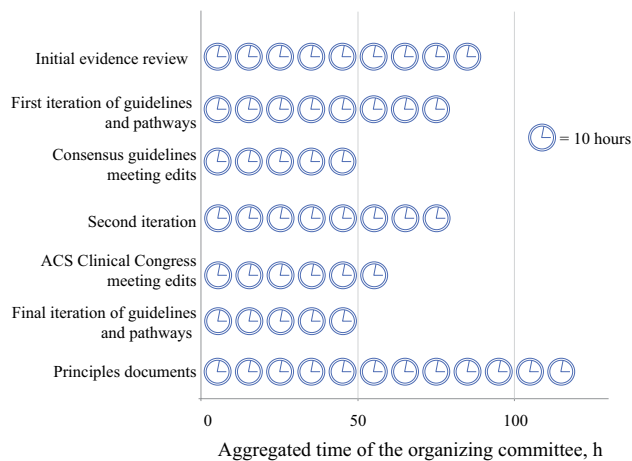 Initial evidence review
First iteration of guidelines
and pathways
= 10 hours
Consensus guidelines
meeting edits
Second iteration
ACS Clinical Congress
meeting edits
Final iteration of guidelines
and pathways
Principles documents
0 50 100
Aggregated time of the organizing committee, h